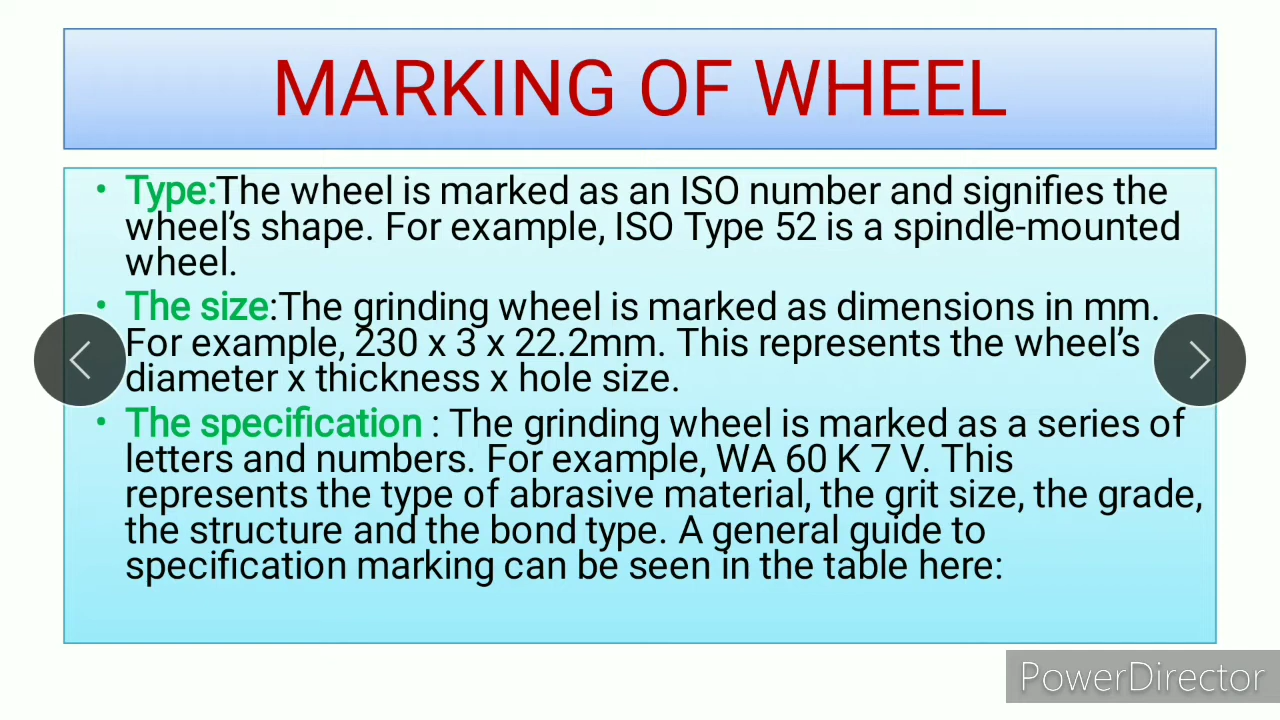 MARKING OF WHEEL
• Type:The wheel is marked as an ISO number and signifies the
wheel’s shape. For example, ISO Type 52 is a spindle-mounted
wheel.
• The size:The grinding wheel is marked as dimensions in mm.
For example, 230 x 3 x 22.2mm. This represents the wheel’s
diameter x thickness x hole size.
• The specification : The grinding wheel is marked as a series of
letters and numbers. For example, WA 60 K 7 V. This
represents the type of abrasive material, the grit size, the grade,
the structure and the bond type. A general guide to
specification marking can be seen in the table here:
PowerDirector